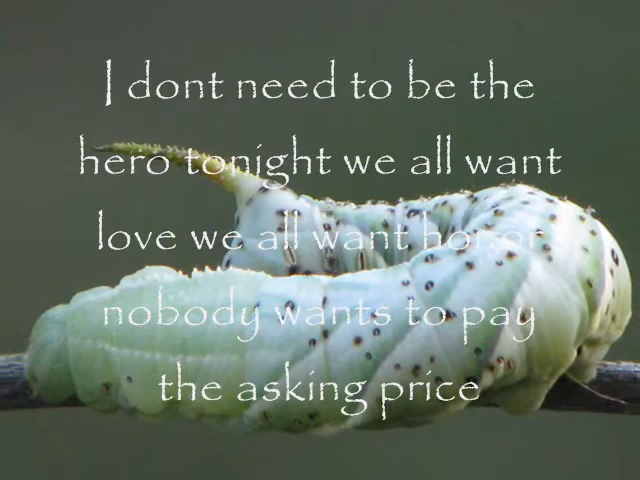 I dont need to be the
hero tonight we all want
love we all want honor
nobody wants to pay
the asking price